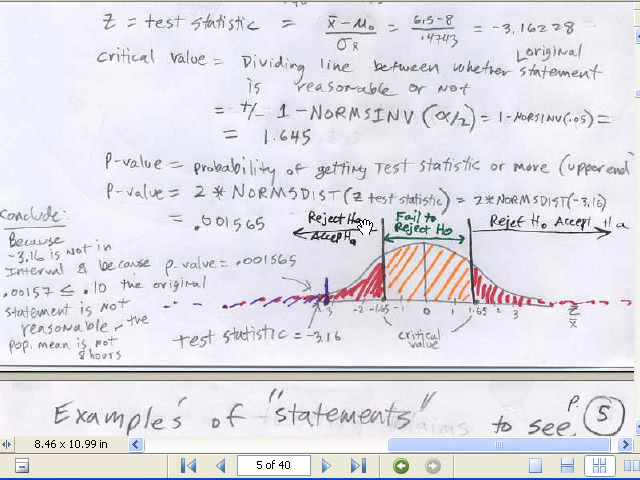 Z = test statistic = x̄ - μ₀ / σx̄ = 6.5-8 / .4743 = -3.16228
critical value = Dividing line between whether original statement
is reasonable or not
= +/- 1-NORMSINV(α/2) = 1-NORSINV(.05) =
= 1.645
P-value = probability of getting Test Statistic or more (upper end
P-value = 2*NORMSDIST(Z test statistic) = 2*NORMSDIST(-3.16)
= .001565
Conclude:
Because
-3.16 is not in
Interval & because
.00157 ≤ .10 the original
statement is not
reasonable - the
pop. mean is not
8 hours
p-value = .001565
Reject Ho
Accept Ha
Fail to
Reject Ho
Reject Ho Accept Ha
-3 -2 -1.65 -1 0 1 1.65 2 3 Z
x̄
test statistic = -3.16
critical
value
Examples of "statements" to see
P. 5
8.46 x 10.99 in
5 of 40